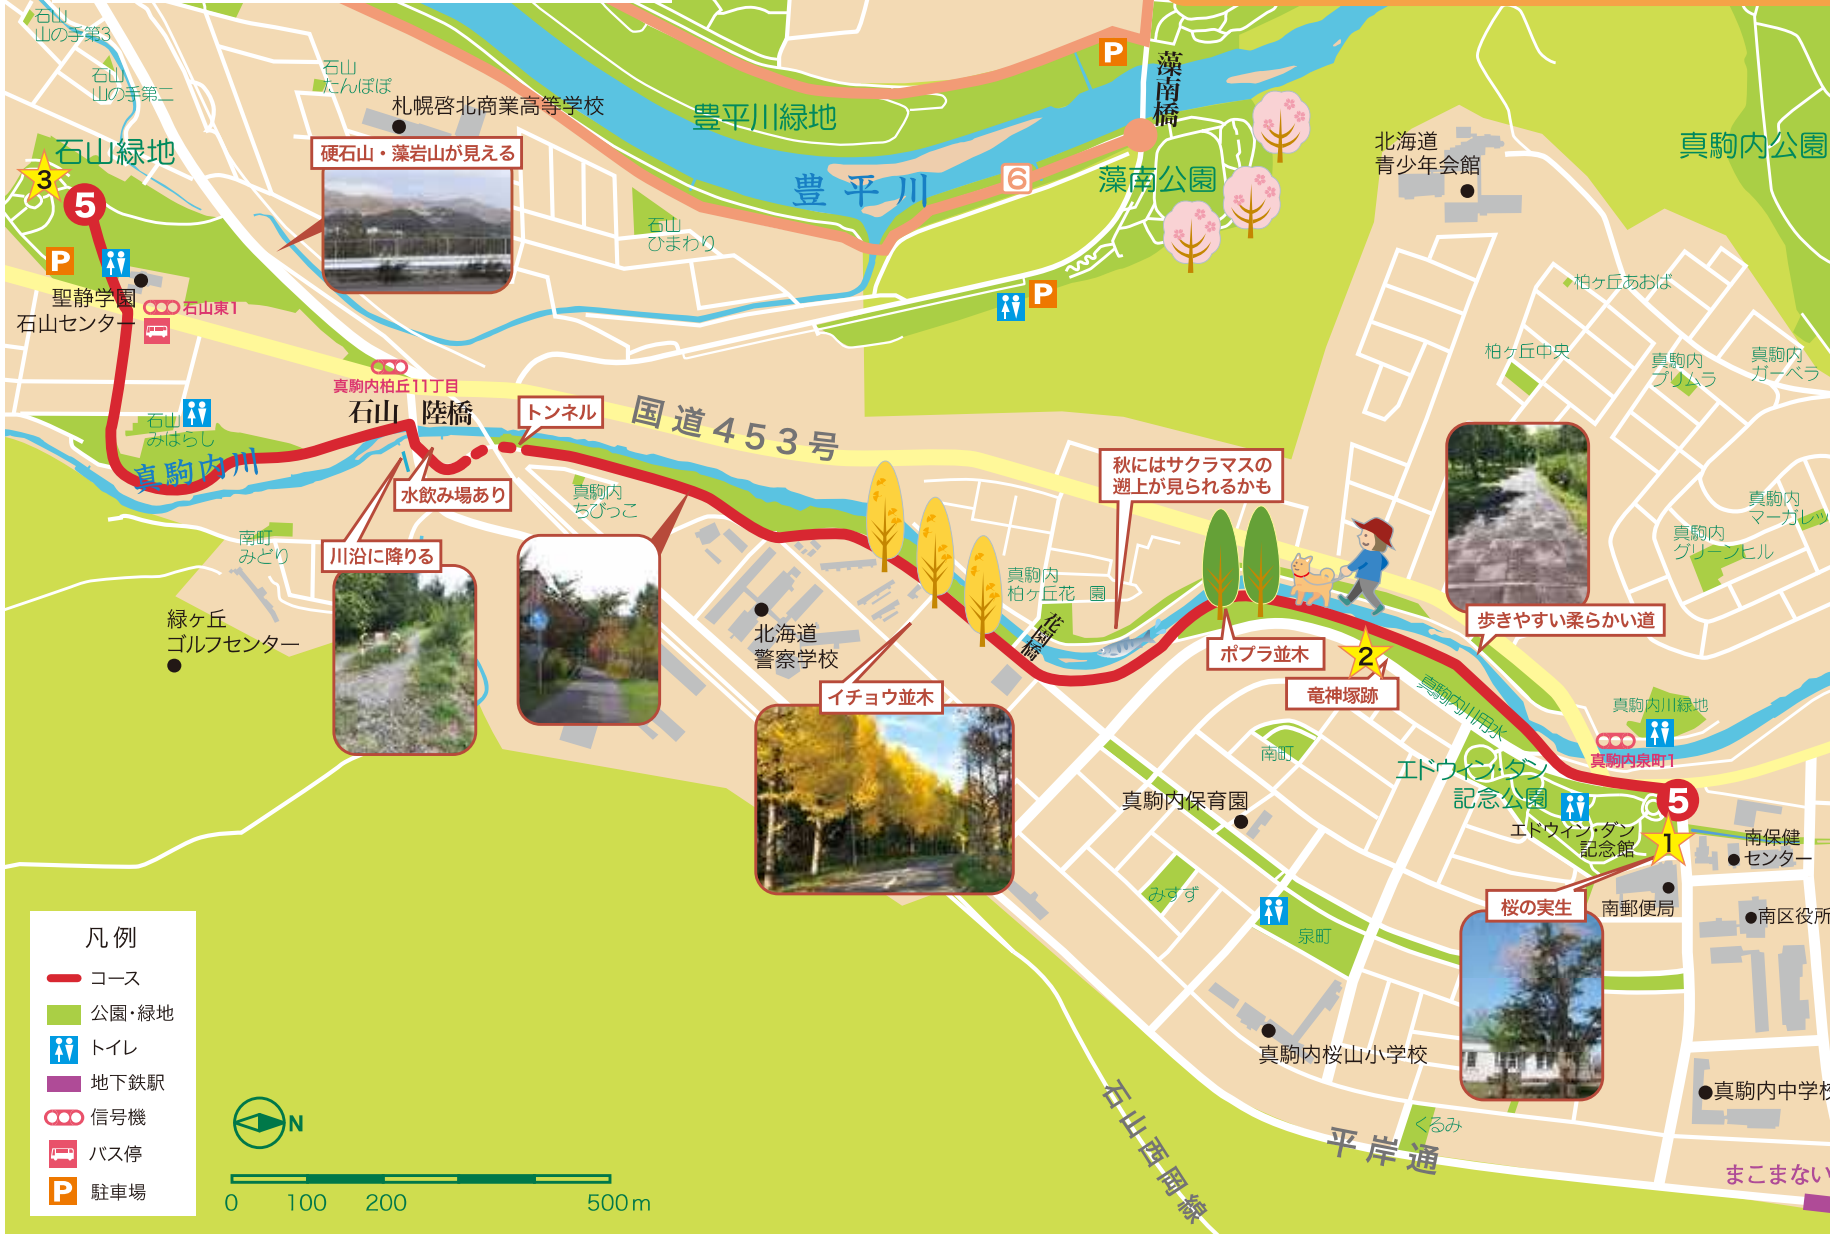 石山
山の手第3
石山
山の手第二
石山
たんぽぽ
札幌啓北商業高等学校
硬石山・藻岩山が見える
石山緑地
3
5
P
聖静学園
石山センター
石山東1
豊平川緑地
豊平川
石山
ひまわり
6
P
藻南橋
藻南公園
P
北海道
青少年会館
真駒内公園
柏ヶ丘あおば
柏ヶ丘中央
真駒内
プリムラ
真駒内
ガーベラ
真駒内
マーガレッ
真駒内
グリーンヒル
真駒内柏丘11丁目
石山 陸橋
トンネル
国道453号
石山
みはらし
真駒内川
水飲み場あり
川沿に降りる
南町
みどり
緑ヶ丘
ゴルフセンター
真駒内
ちびっこ
北海道
警察学校
イチョウ並木
真駒内
柏ヶ丘花 園
花園橋
秋にはサクラマスの
遡上が見られるかも
ポプラ並木
2
竜神塚跡
歩きやすい柔らかい道
真駒内川用水
真駒内川緑地
真駒内泉町1
エドウィン・ダン
記念公園
5
エドウィン・ダン
記念館
1
南保健
センター
桜の実生
南郵便局
南区役所
南町
真駒内保育園
みすず
泉町
真駒内桜山小学校
真駒内中学校
くるみ
平岸通
石山西岡線
まこまない
凡例
コース
公園・緑地
トイレ
地下鉄駅
信号機
バス停
P 駐車場
N
0 100 200 500m